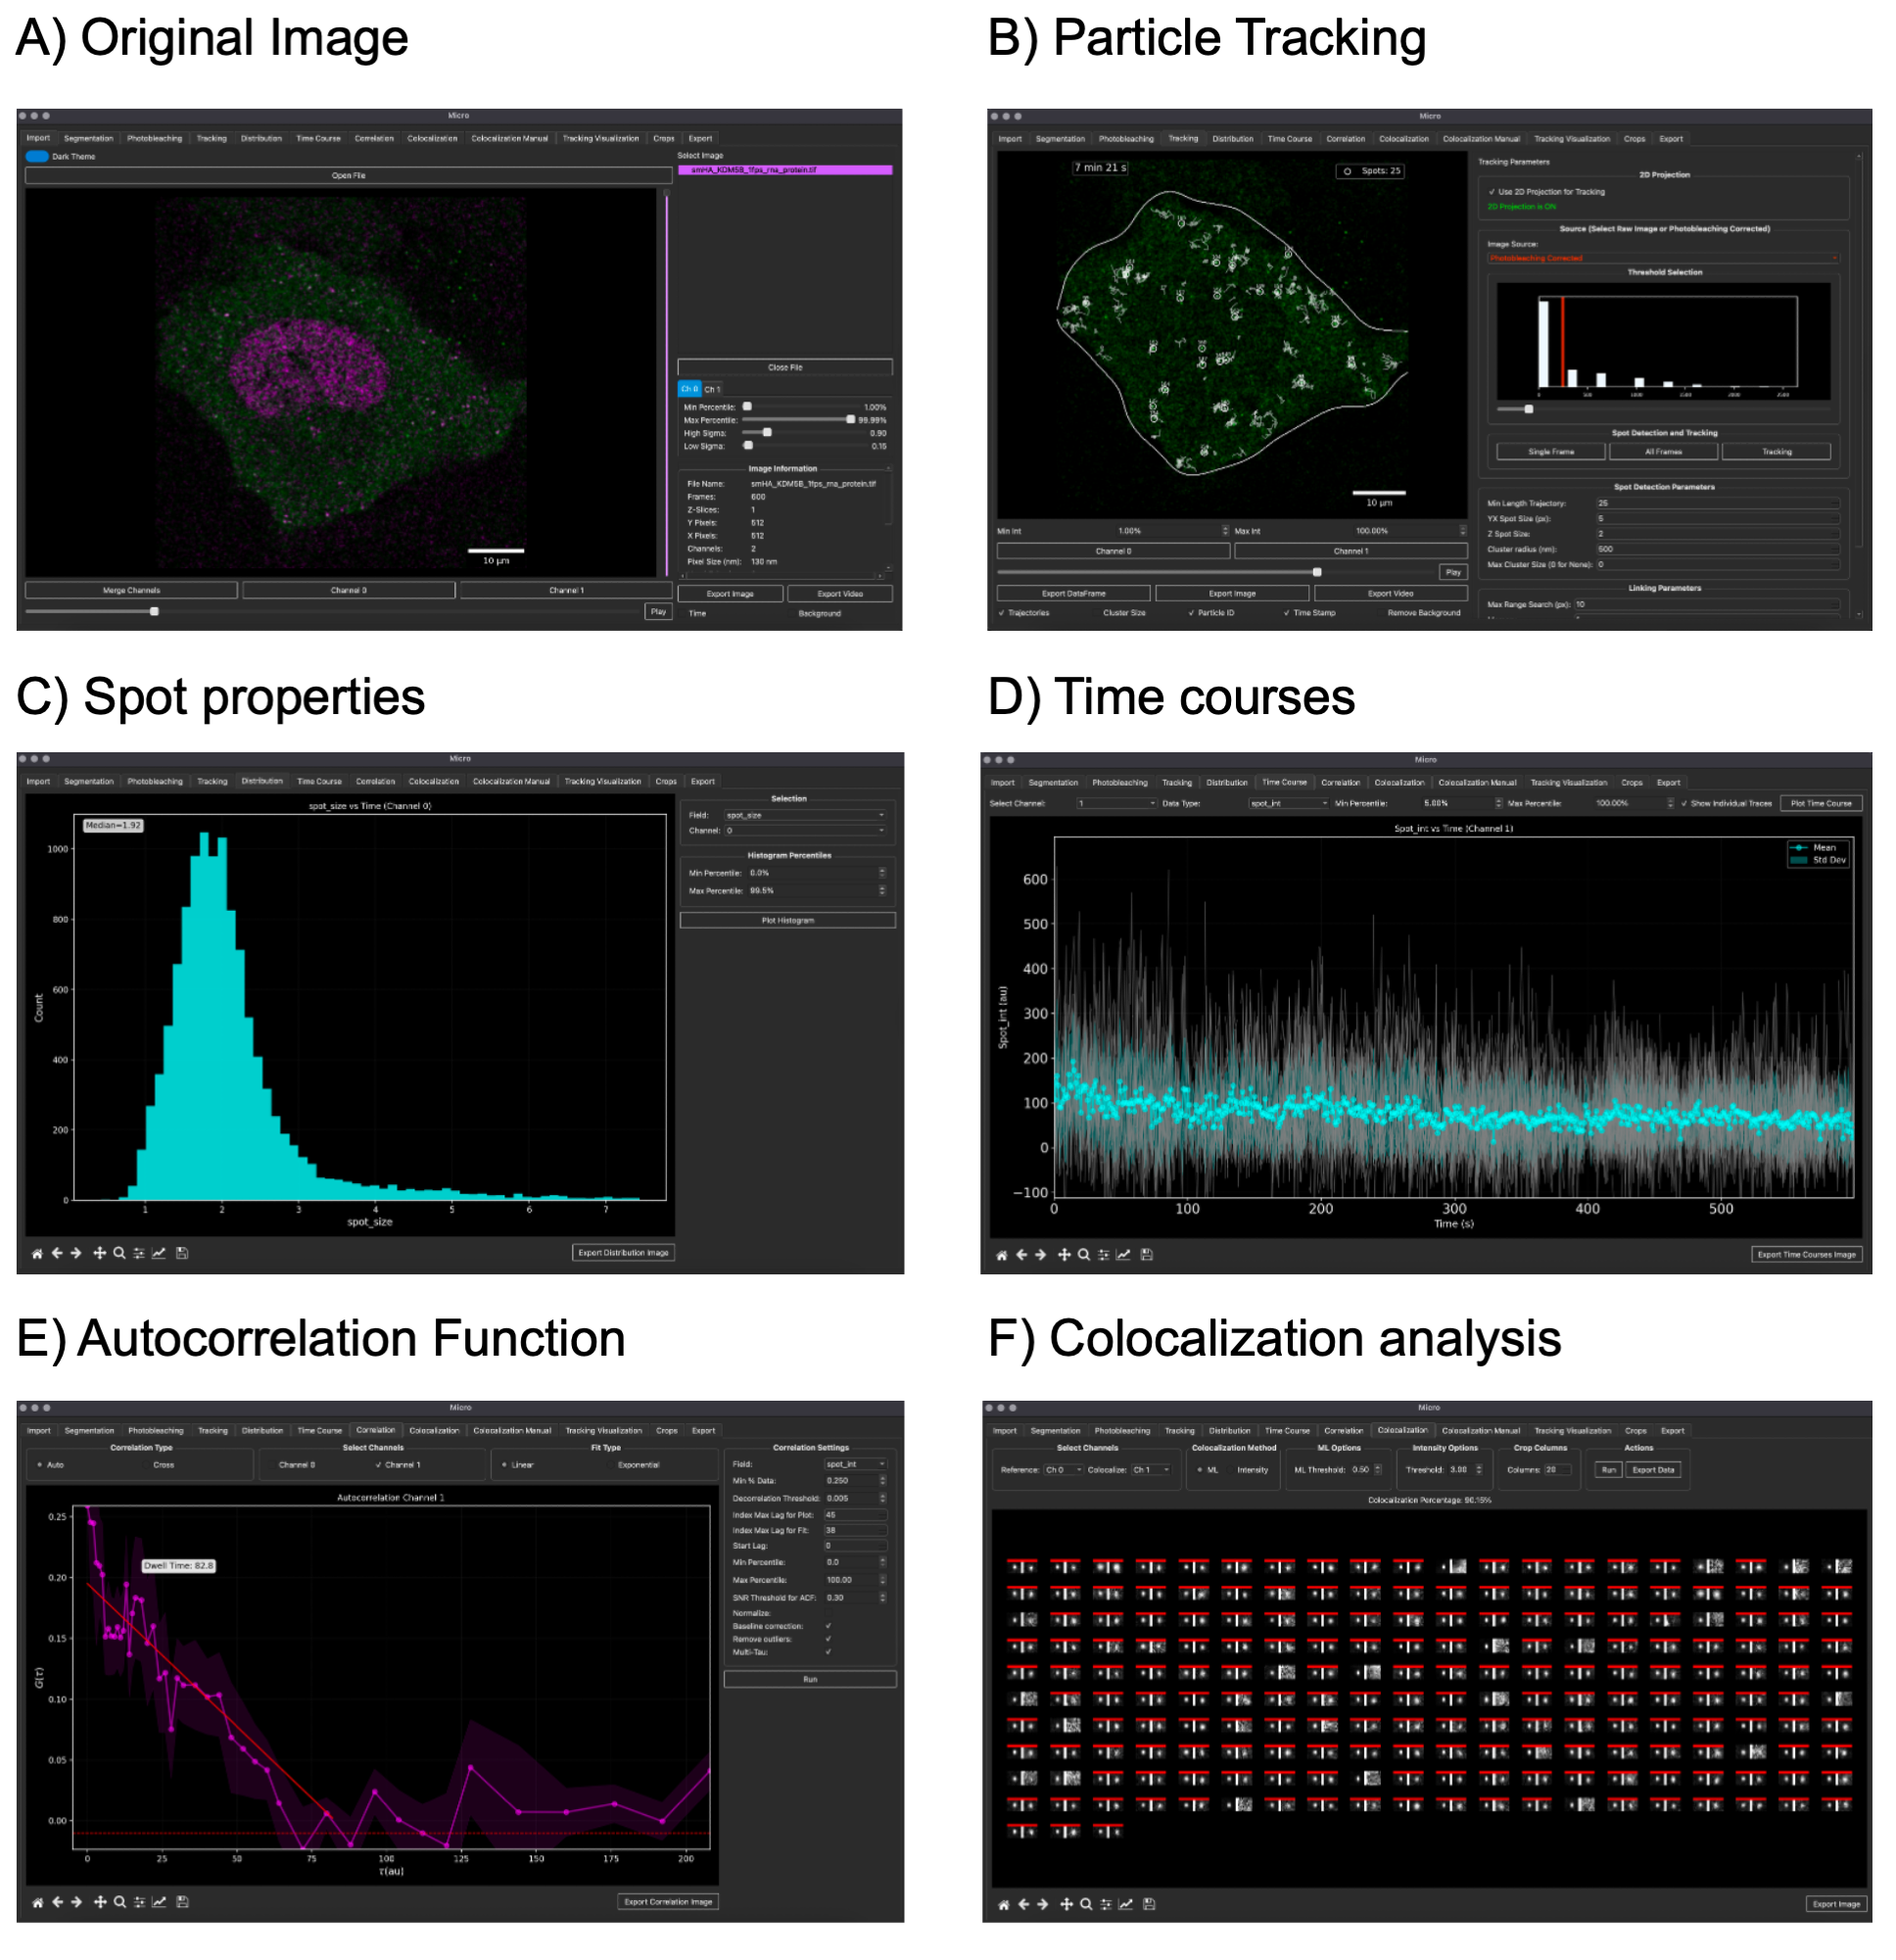 A) Original Image
Micro
Import Segmentation Photobleaching Tracking Distribution Time Course Correlation Colocalization Colocalization Manual Tracking Visualization Crops Export
Dark Theme
Select Image
Open File
smHA_KDM5B_1fps_rna_protein.tif
Close File
Ch 0 Ch 1
Min Percentile: 1.00%
Max Percentile: 99.99%
High Sigma: 0.90
Low Sigma: 0.15
Image Information
File Name: smHA_KDM5B_1fps_rna_protein.tif
Frames: 600
Z-Slices: 1
Y Pixels: 512
X Pixels: 512
Channels: 2
Pixel Size (nm): 130 nm
10 µm
Merge Channels Channel 0 Channel 1
Export Image Export Video
Play
Time Background
B) Particle Tracking
Micro
Import Segmentation Photobleaching Tracking Distribution Time Course Correlation Colocalization Colocalization Manual Tracking Visualization Crops Export
7 min 21 s
Spots: 25
10 µm
Tracking Parameters
2D Projection
✓ Use 2D Projection for Tracking
2D Projection is ON
Source (Select Raw Image or Photobleaching Corrected)
Image Source:
Photobleaching Corrected
Threshold Selection
0 500 1000 1500 2000 2500
Spot Detection and Tracking
Single Frame All Frames Tracking
Spot Detection Parameters
Min Length Trajectory: 25
YX Spot Size (px): 5
Z Spot Size: 2
Cluster radius (nm): 500
Max Cluster Size (0 for None): 0
Linking Parameters
Max Range Search (px): 10
Min Int 1.00% Max Int 100.00%
Channel 0 Channel 1
Play
Export DataFrame Export Image Export Video
✓ Trajectories Cluster Size ✓ Particle ID ✓ Time Stamp Remove Background
C) Spot properties
Micro
Import Segmentation Photobleaching Tracking Distribution Time Course Correlation Colocalization Colocalization Manual Tracking Visualization Crops Export
spot_size vs Time (Channel 0)
Median=1.92
Count
1000
800
600
400
200
0
1 2 3 4 5 6 7
spot_size
Selection
Field: spot_size
Channel: 0
Histogram Percentiles
Min Percentile: 0.0%
Max Percentile: 99.5%
Plot Histogram
Export Distribution Image
D) Time courses
Micro
Import Segmentation Photobleaching Tracking Distribution Time Course Correlation Colocalization Colocalization Manual Tracking Visualization Crops Export
Select Channel: 1 Data Type: spot_int Min Percentile: 5.00% Max Percentile: 100.00% ✓ Show Individual Traces Plot Time Course
Spot_int vs Time (Channel 1)
Mean
Std Dev
Spot_int (au)
600
500
400
300
200
100
0
−100
0 100 200 300 400 500
Time (s)
Export Time Courses Image
E) Autocorrelation Function
Micro
Import Segmentation Photobleaching Tracking Distribution Time Course Correlation Colocalization Colocalization Manual Tracking Visualization Crops Export
Correlation Type
Auto Cross
Select Channels
Channel 0 ✓ Channel 1
Fit Type
Linear Exponential
Autocorrelation Channel 1
Dwell Time: 82.8
G(τ)
0.25
0.20
0.15
0.10
0.05
0.00
0 25 50 75 100 125 150 175 200
τ(au)
Correlation Settings
Field: spot_int
Min % Data: 0.250
Decorrelation Threshold: 0.005
Index Max Lag for Plot: 45
Index Max Lag for Fit: 38
Start Lag: 0
Min Percentile: 0.0
Max Percentile: 100.00
SNR Threshold for ACF: 0.30
Normalize:
Baseline correction: ✓
Remove outliers: ✓
Multi-Tau: ✓
Run
Export Correlation Image
F) Colocalization analysis
Micro
Import Segmentation Photobleaching Tracking Distribution Time Course Correlation Colocalization Colocalization Manual Tracking Visualization Crops Export
Select Channels
Reference: Ch 0 Colocalize: Ch 1
Colocalization Method
ML Intensity
ML Options
ML Threshold: 0.50
Intensity Options
Threshold: 3.00
Crop Columns
Columns: 20
Actions
Run Export Data
Colocalization Percentage: 90.15%
Export Image